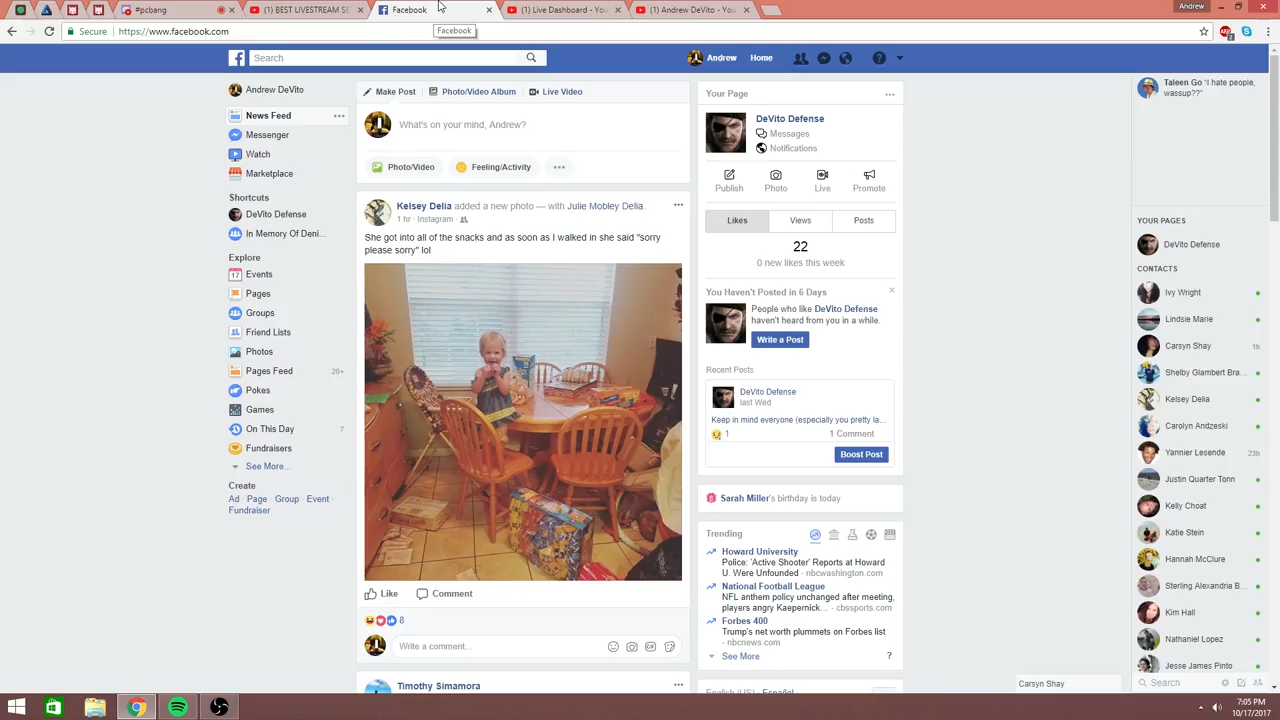 #pcbang
(1) BEST LIVESTREAM SE
Facebook
(1) Live Dashboard - You
(1) Andrew DeVito - You
Andrew
Secure
https://www.facebook.com
Facebook
Search
Andrew
Home
Andrew DeVito
News Feed
Messenger
Watch
Marketplace
Shortcuts
DeVito Defense
In Memory Of Deni...
Explore
Events
Pages
Groups
Friend Lists
Photos
Pages Feed 20+
Pokes
Games
On This Day 7
Fundraisers
See More...
Create
Ad · Page · Group · Event ·
Fundraiser
Make Post
Photo/Video Album
Live Video
What's on your mind, Andrew?
Photo/Video
Feeling/Activity
Kelsey Delia added a new photo — with Julie Mobley Delia.
1 hr · Instagram ·
She got into all of the snacks and as soon as I walked in she said "sorry
please sorry" lol
Like
Comment
8
Write a comment...
Timothy Simamora
Your Page
DeVito Defense
Messages
Notifications
Publish
Photo
Live
Promote
Likes
Views
Posts
22
0 new likes this week
You Haven't Posted in 6 Days
People who like DeVito Defense
haven't heard from you in a while.
Write a Post
Recent Posts
DeVito Defense
last Wed
Keep in mind everyone (especially you pretty la...
1
1 Comment
Boost Post
Sarah Miller's birthday is today
Trending
Howard University
Police: 'Active Shooter' Reports at Howard
U. Were Unfounded - nbcwashington.com
National Football League
NFL anthem policy unchanged after meeting,
players angry Kaepernick... - cbssports.com
Forbes 400
Trump's net worth plummets on Forbes list
- nbcnews.com
See More
?
English (US) · Español
Taleen Go "I hate people,
wassup??"
YOUR PAGES
DeVito Defense
CONTACTS
Ivy Wright
Lindsie Marie
Carsyn Shay 1h
Shelby Glambert Bra...
Kelsey Delia
Carolyn Andzeski
Yannier Lesende 23h
Justin Quarter Tonn
Kelly Choat
Katie Stein
Hannah McClure
Sterling Alexandria B...
Kim Hall
Nathaniel Lopez
Jesse James Pinto
Search
Carsyn Shay
7:05 PM
10/17/2017